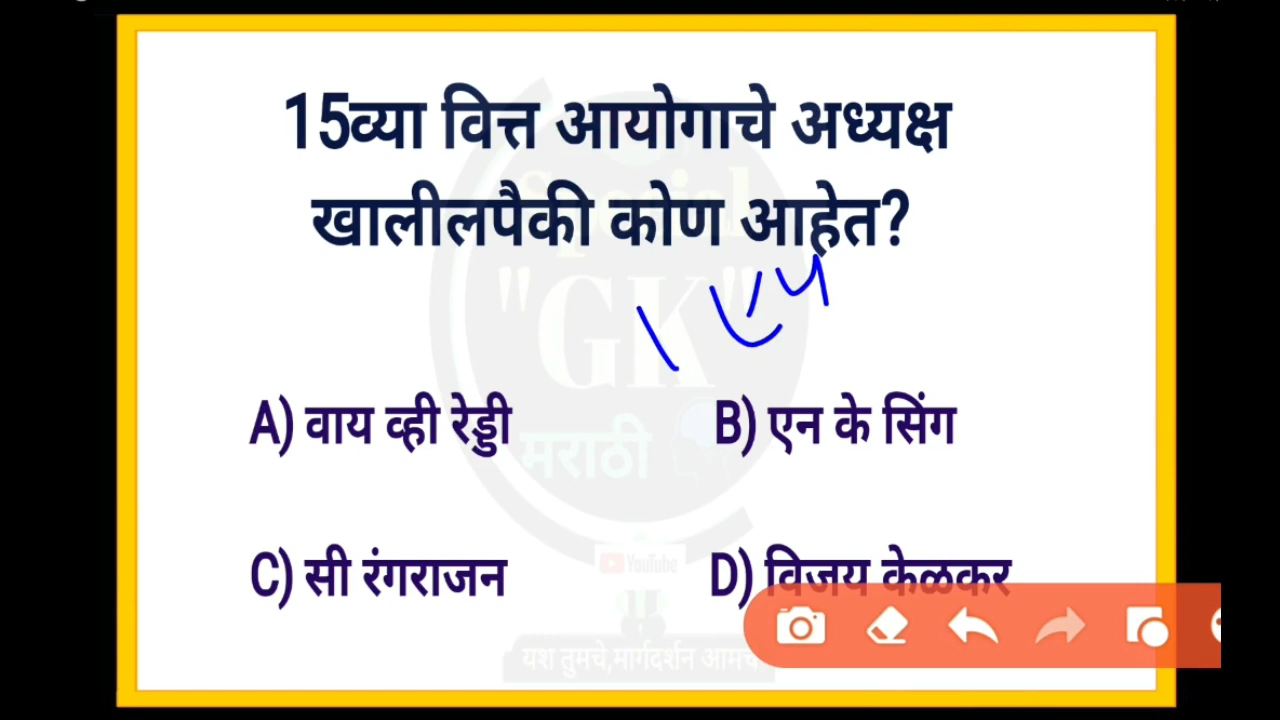 15व्या वित्त आयोगाचे अध्यक्ष
खालीलपैकी कोण आहेत?
Special
"GK"
मराठी
A) वाय व्ही रेड्डी
B) एन के सिंग
C) सी रंगराजन
D) विजय केळकर
YouTube
यश तुमचे,मार्गदर्शन आमचे